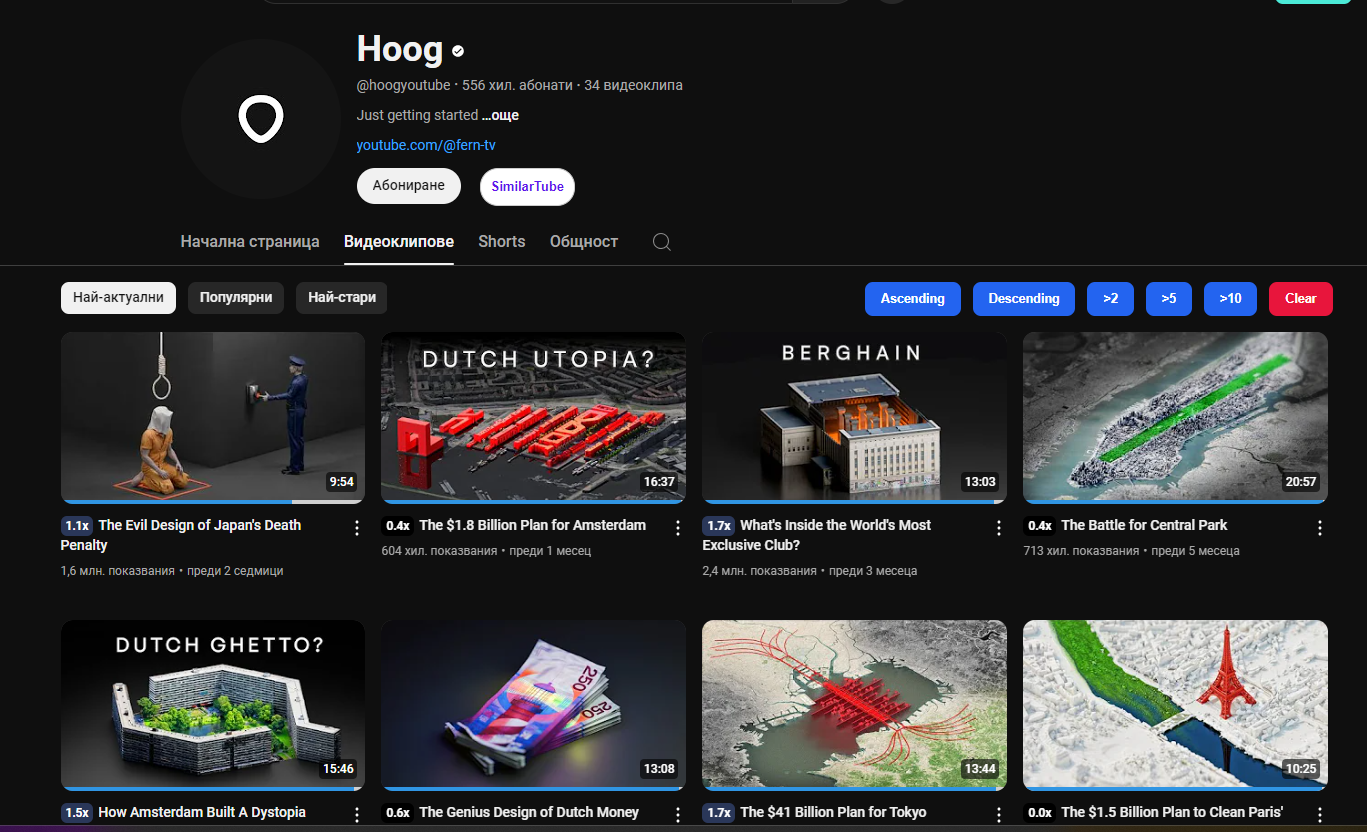 Hoog
@hoogyoutube • 556 хил. абонати • 34 видеоклипа
Just getting started ...още
youtube.com/@fern-tv
Абониране
SimilarTube
Начална страница
Видеоклипове
Shorts
Общност
Най-актуални
Популярни
Най-стари
Ascending
Descending
>2
>5
>10
Clear
9:54
1.1x The Evil Design of Japan's Death
Penalty
1,6 млн. показвания • преди 2 седмици
DUTCH UTOPIA?
16:37
0.4x The $1.8 Billion Plan for Amsterdam
604 хил. показвания • преди 1 месец
BERGHAIN
13:03
1.7x What's Inside the World's Most
Exclusive Club?
2,4 млн. показвания • преди 3 месеца
20:57
0.4x The Battle for Central Park
713 хил. показвания • преди 5 месеца
DUTCH GHETTO?
15:46
1.5x How Amsterdam Built A Dystopia
250
250
13:08
0.6x The Genius Design of Dutch Money
13:44
1.7x The $41 Billion Plan for Tokyo
10:25
0.0x The $1.5 Billion Plan to Clean Paris'